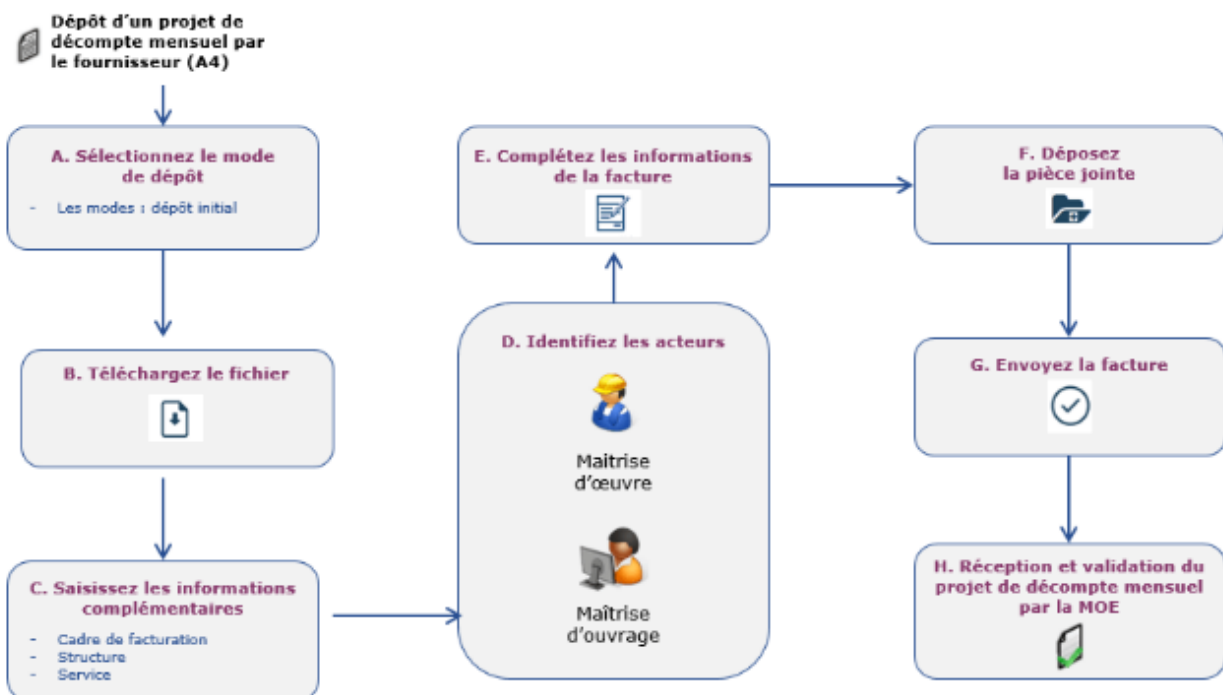 Dépôt d'un projet de
décompte mensuel par
le fournisseur (A4)
A. Sélectionnez le mode
de dépôt
- Les modes : dépôt initial
B. Téléchargez le fichier
C. Saisissez les informations
complémentaires
- Cadre de facturation
- Structure
- Service
D. Identifiez les acteurs
Maitrise
d'œuvre
Maîtrise
d'ouvrage
E. Complétez les informations
de la facture
F. Déposez
la pièce jointe
G. Envoyez la facture
H. Réception et validation du
projet de décompte mensuel
par la MOE